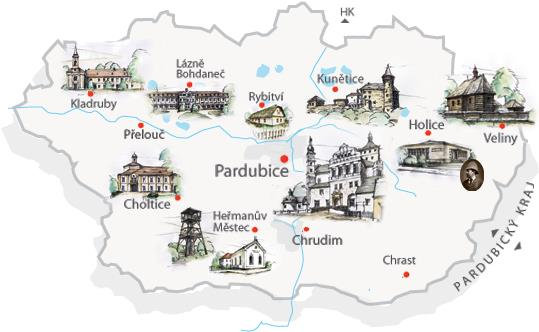 HK
Lázně
Bohdaneč
Kunětice
Kladruby
Rybitví
Přelouč
Holice
Veliny
Pardubice
Choltice
Heřmanův
Městec
Chrudim
Chrast
PARDUBICKÝ KRAJ